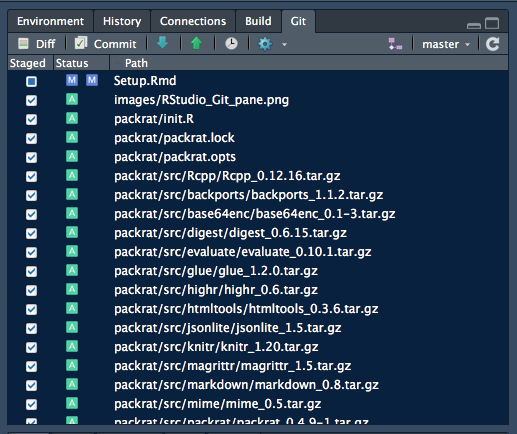 Environment History Connections Build Git
Diff Commit master
Staged Status Path
M M Setup.Rmd
A images/RStudio_Git_pane.png
A packrat/init.R
A packrat/packrat.lock
A packrat/packrat.opts
A packrat/src/Rcpp/Rcpp_0.12.16.tar.gz
A packrat/src/backports/backports_1.1.2.tar.gz
A packrat/src/base64enc/base64enc_0.1-3.tar.gz
A packrat/src/digest/digest_0.6.15.tar.gz
A packrat/src/evaluate/evaluate_0.10.1.tar.gz
A packrat/src/glue/glue_1.2.0.tar.gz
A packrat/src/highr/highr_0.6.tar.gz
A packrat/src/htmltools/htmltools_0.3.6.tar.gz
A packrat/src/jsonlite/jsonlite_1.5.tar.gz
A packrat/src/knitr/knitr_1.20.tar.gz
A packrat/src/magrittr/magrittr_1.5.tar.gz
A packrat/src/markdown/markdown_0.8.tar.gz
A packrat/src/mime/mime_0.5.tar.gz
A packrat/src/packrat/packrat_0.4.9-1.tar.gz